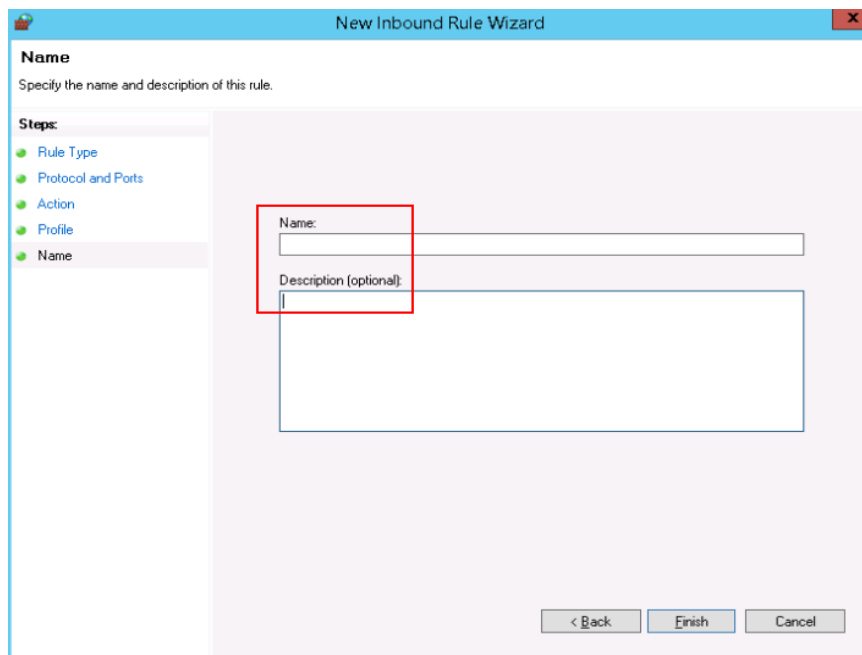 New Inbound Rule Wizard
x
Name
Specify the name and description of this rule.
Steps:
Rule Type
Protocol and Ports
Action
Profile
Name
Name:
Description (optional):
< Back
Finish
Cancel